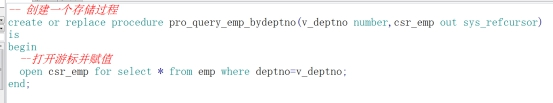 -- 创建一个存储过程
create or replace procedure pro_query_emp_bydeptno(v_deptno number,csr_emp out sys_refcursor)
is
begin
--打开游标并赋值
open csr_emp for select * from emp where deptno=v_deptno;
end;